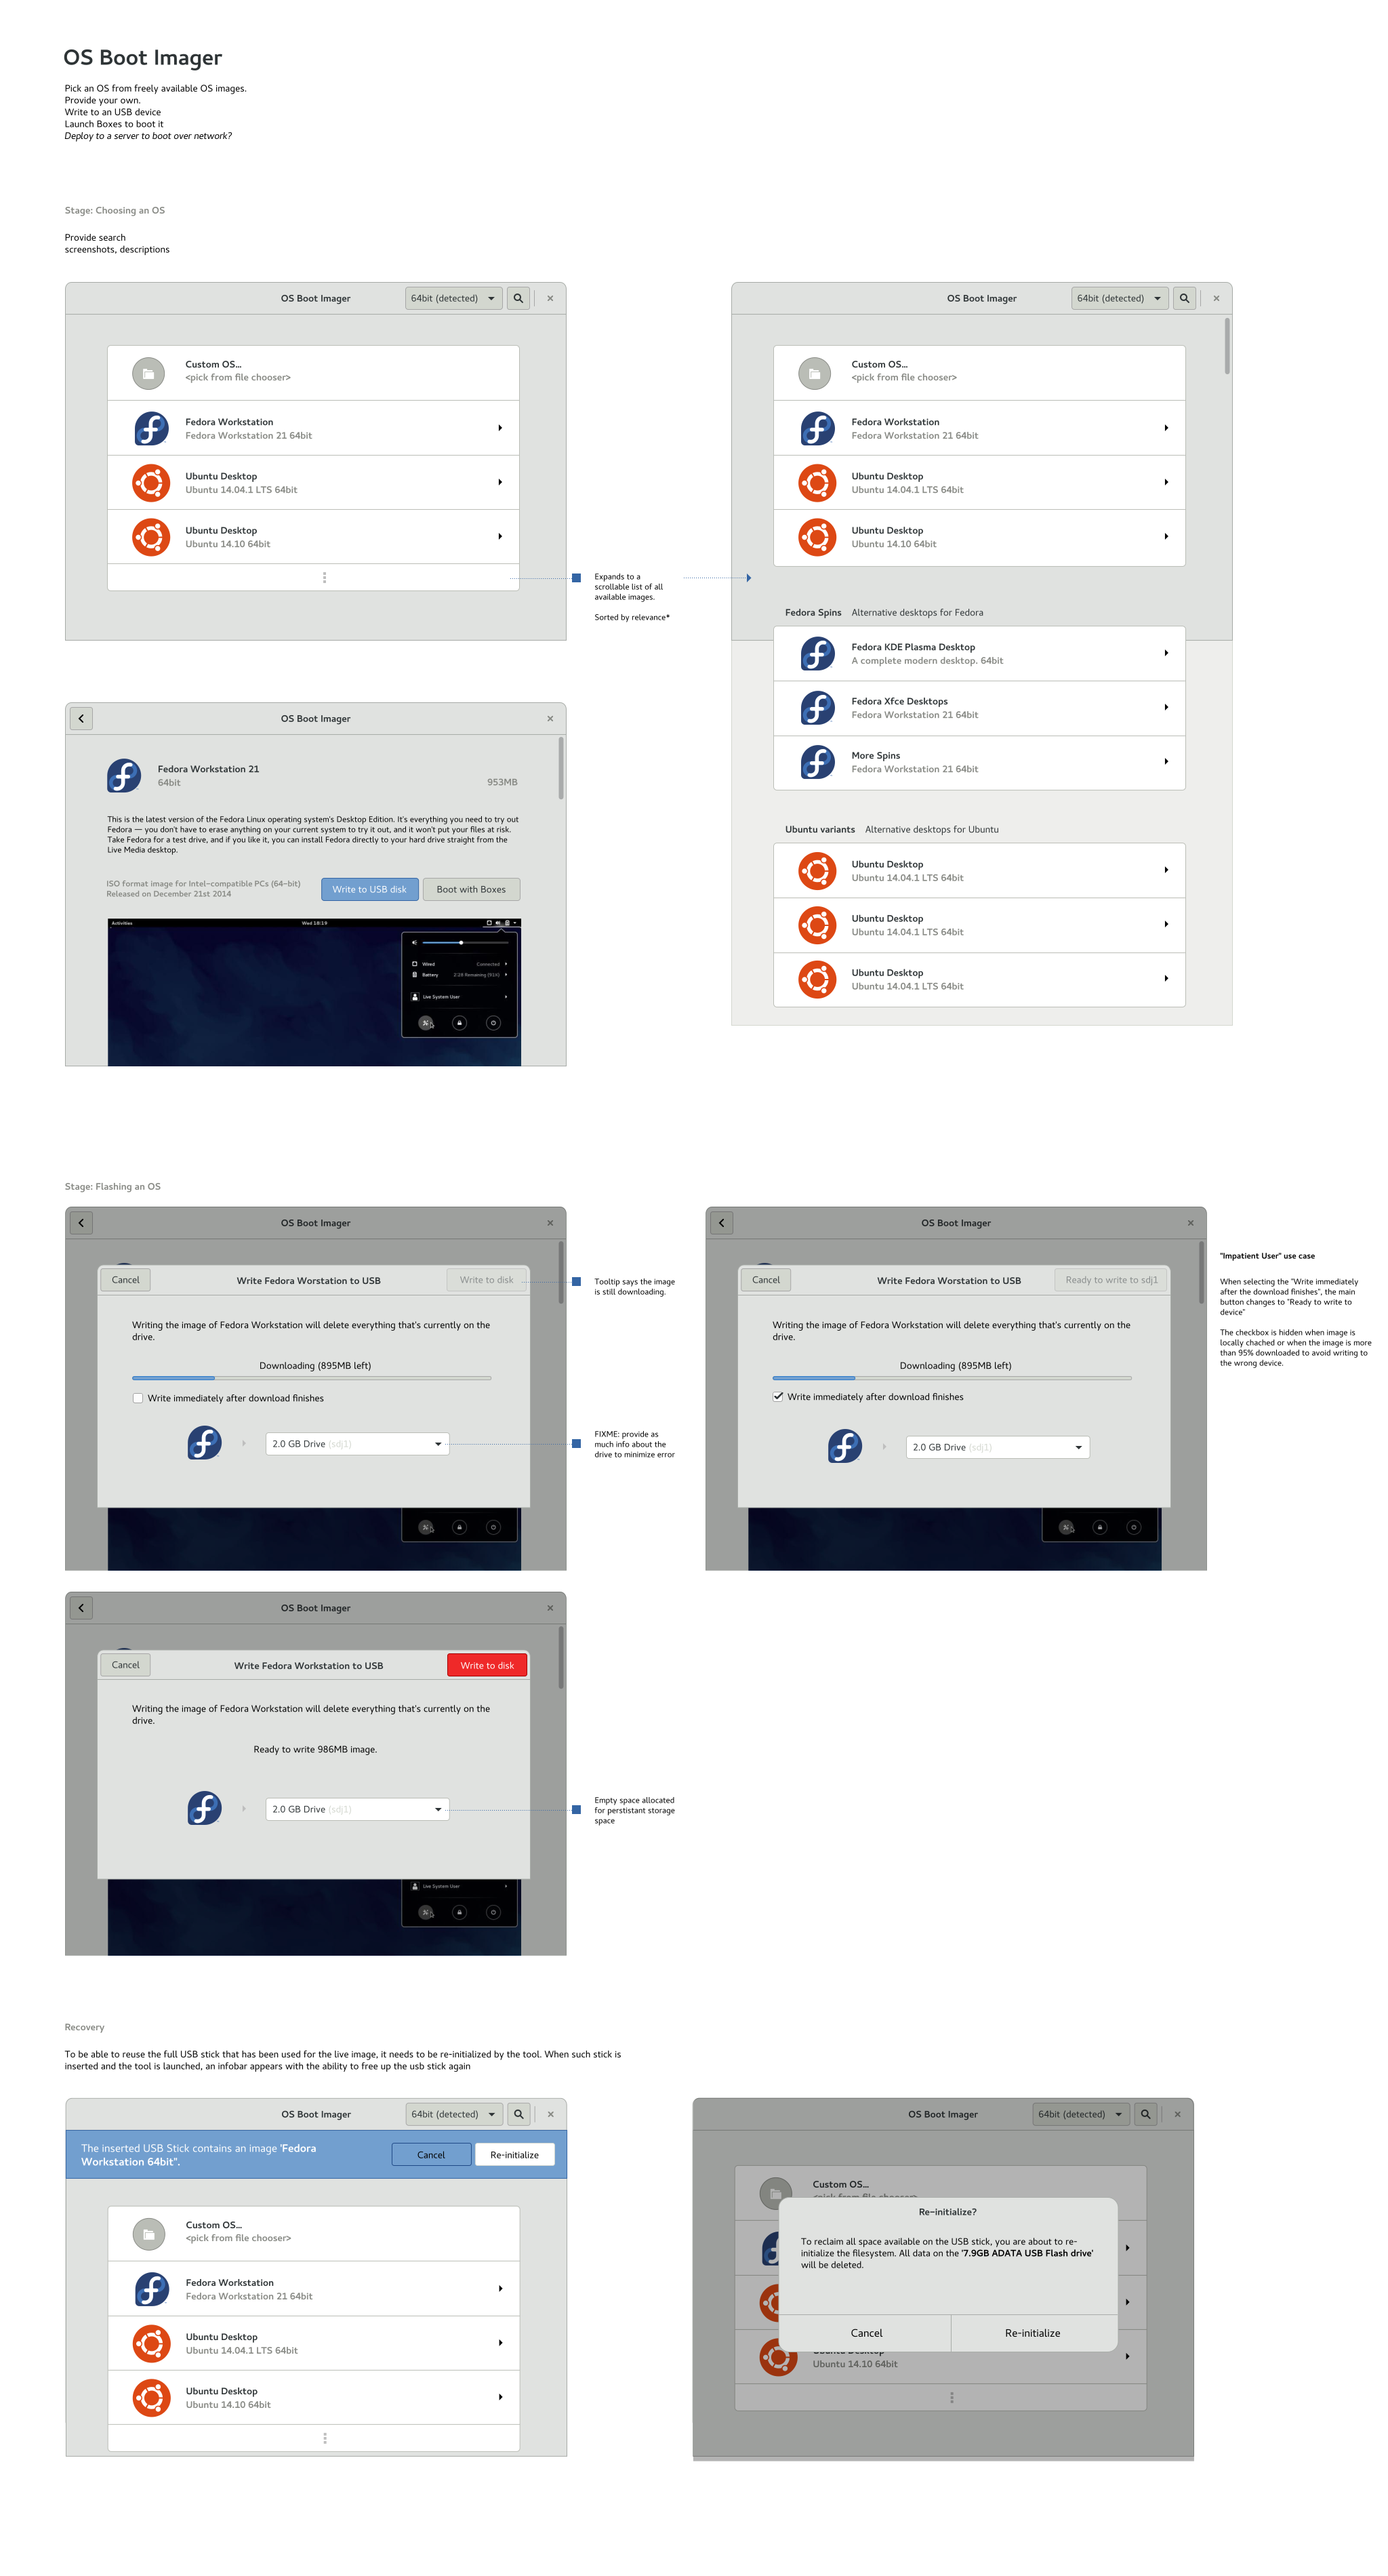 OS Boot Imager
Pick an OS from freely available OS images.
Provide your own.
Write to an USB device
Launch Boxes to boot it
Deploy to a server to boot over network?
Stage: Choosing an OS
Provide search
screenshots, descriptions
OS Boot Imager
64bit (detected)
Custom OS...
<pick from file chooser>
Fedora Workstation
Fedora Workstation 21 64bit
Ubuntu Desktop
Ubuntu 14.04.1 LTS 64bit
Ubuntu Desktop
Ubuntu 14.10 64bit
Expands to a
scrollable list of all
available images.
Sorted by relevance*
OS Boot Imager
64bit (detected)
Custom OS...
<pick from file chooser>
Fedora Workstation
Fedora Workstation 21 64bit
Ubuntu Desktop
Ubuntu 14.04.1 LTS 64bit
Ubuntu Desktop
Ubuntu 14.10 64bit
Fedora Spins Alternative desktops for Fedora
Fedora KDE Plasma Desktop
A complete modern desktop. 64bit
Fedora Xfce Desktops
Fedora Workstation 21 64bit
More Spins
Fedora Workstation 21 64bit
Ubuntu variants Alternative desktops for Ubuntu
Ubuntu Desktop
Ubuntu 14.04.1 LTS 64bit
Ubuntu Desktop
Ubuntu 14.04.1 LTS 64bit
Ubuntu Desktop
Ubuntu 14.04.1 LTS 64bit
OS Boot Imager
Fedora Workstation 21
64bit
953MB
This is the latest version of the Fedora Linux operating system's Desktop Edition. It's everything you need to try out
Fedora — you don't have to erase anything on your current system to try it out, and it won't put your files at risk.
Take Fedora for a test drive, and if you like it, you can install Fedora directly to your hard drive straight from the
Live Media desktop.
ISO format image for Intel-compatible PCs (64-bit)
Released on December 21st 2014
Write to USB disk
Boot with Boxes
Activities
Wed 18:19
Wired
Connected
Battery
2:28 Remaining (91%)
Live System User
Stage: Flashing an OS
OS Boot Imager
Cancel
Write Fedora Worstation to USB
Write to disk
Writing the image of Fedora Workstation will delete everything that's currently on the
drive.
Downloading (895MB left)
Write immediately after download finishes
2.0 GB Drive (sdj1)
Tooltip says the image
is still downloading.
FIXME: provide as
much info about the
drive to minimize error
OS Boot Imager
Cancel
Write Fedora Worstation to USB
Ready to write to sdj1
Writing the image of Fedora Workstation will delete everything that's currently on the
drive.
Downloading (895MB left)
Write immediately after download finishes
2.0 GB Drive (sdj1)
"Impatient User" use case
When selecting the "Write immediately
after the download finishes", the main
button changes to "Ready to write to
device"
The checkbox is hidden when image is
locally chached or when the image is more
than 95% downloaded to avoid writing to
the wrong device.
OS Boot Imager
Cancel
Write Fedora Workstation to USB
Write to disk
Writing the image of Fedora Workstation will delete everything that's currently on the
drive.
Ready to write 986MB image.
2.0 GB Drive (sdj1)
Live System User
Empty space allocated
for perstistant storage
space
Recovery
To be able to reuse the full USB stick that has been used for the live image, it needs to be re-initialized by the tool. When such stick is
inserted and the tool is launched, an infobar appears with the ability to free up the usb stick again
OS Boot Imager
64bit (detected)
The inserted USB Stick contains an image 'Fedora
Workstation 64bit".
Cancel
Re-initialize
Custom OS...
<pick from file chooser>
Fedora Workstation
Fedora Workstation 21 64bit
Ubuntu Desktop
Ubuntu 14.04.1 LTS 64bit
Ubuntu Desktop
Ubuntu 14.10 64bit
OS Boot Imager
64bit (detected)
Custom OS...
<pick from file chooser>
Re-initialize?
To reclaim all space available on the USB stick, you are about to re-
initialize the filesystem. All data on the '7.9GB ADATA USB Flash drive'
will be deleted.
Cancel
Re-initialize
Ubuntu Desktop
Ubuntu 14.10 64bit